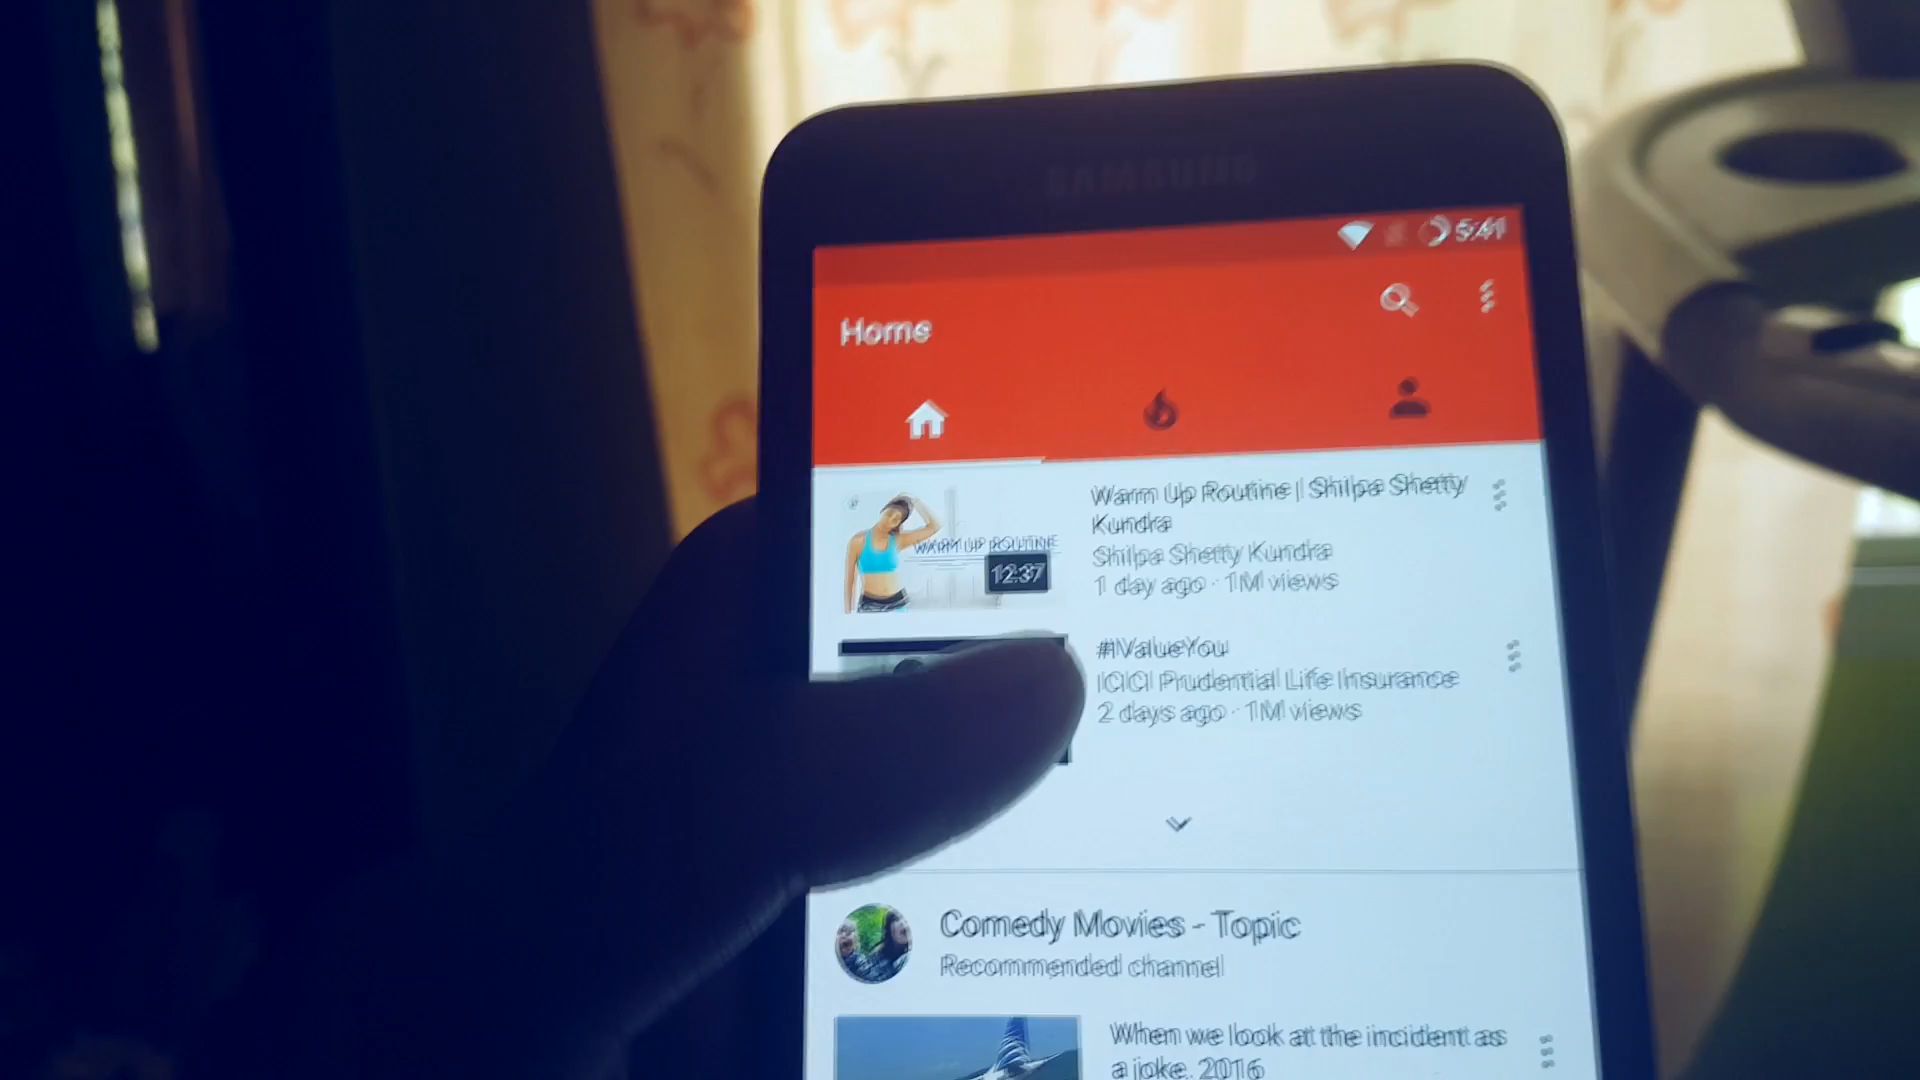 SAMSUNG
5:41
Home
Warm Up Routine | Shilpa Shetty
Kundra
Shilpa Shetty Kundra
1 day ago · 1M views
WARM UP ROUTINE
12:37
#IValueYou
ICICI Prudential Life Insurance
2 days ago · 1M views
Comedy Movies - Topic
Recommended channel
When we look at the incident as
a joke. 2016